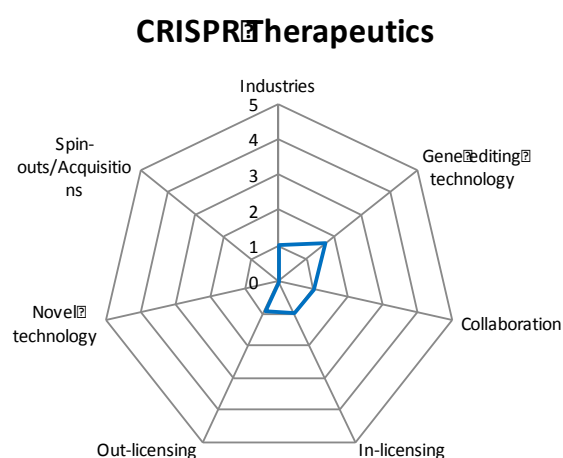 CRISPR Therapeutics
Industries
5
4
3
2
1
0
Gene editing
technology
Collaboration
In-licensing
Out-licensing
Novel
technology
Spin-
outs/Acquisitio
ns